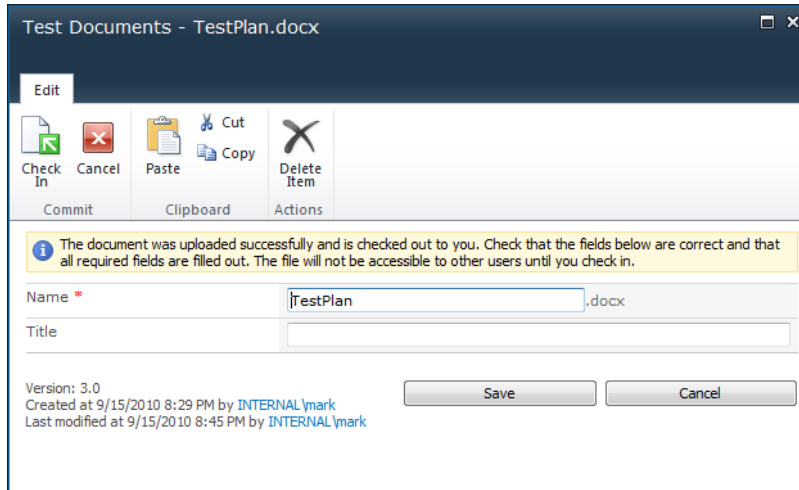 Test Documents - TestPlan.docx
Edit
Check In
Cancel
Paste
Cut
Copy
Delete Item
Commit
Clipboard
Actions
The document was uploaded successfully and is checked out to you. Check that the fields below are correct and that
all required fields are filled out. The file will not be accessible to other users until you check in.
Name *
TestPlan .docx
Title
Version: 3.0
Created at 9/15/2010 8:29 PM by INTERNAL\mark
Last modified at 9/15/2010 8:45 PM by INTERNAL\mark
Save
Cancel